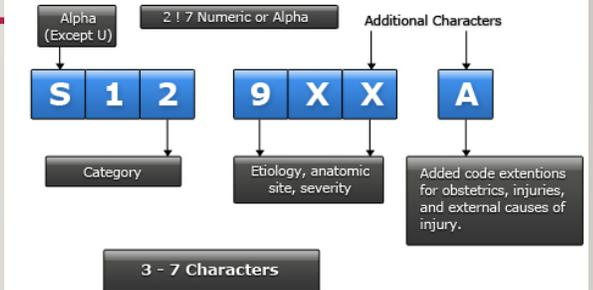 Alpha
(Except U)
2 ! 7 Numeric or Alpha
Additional Characters
S 1 2 9 X X A
Category
Etiology, anatomic
site, severity
Added code extentions
for obstetrics, injuries,
and external causes of
injury.
3 - 7 Characters